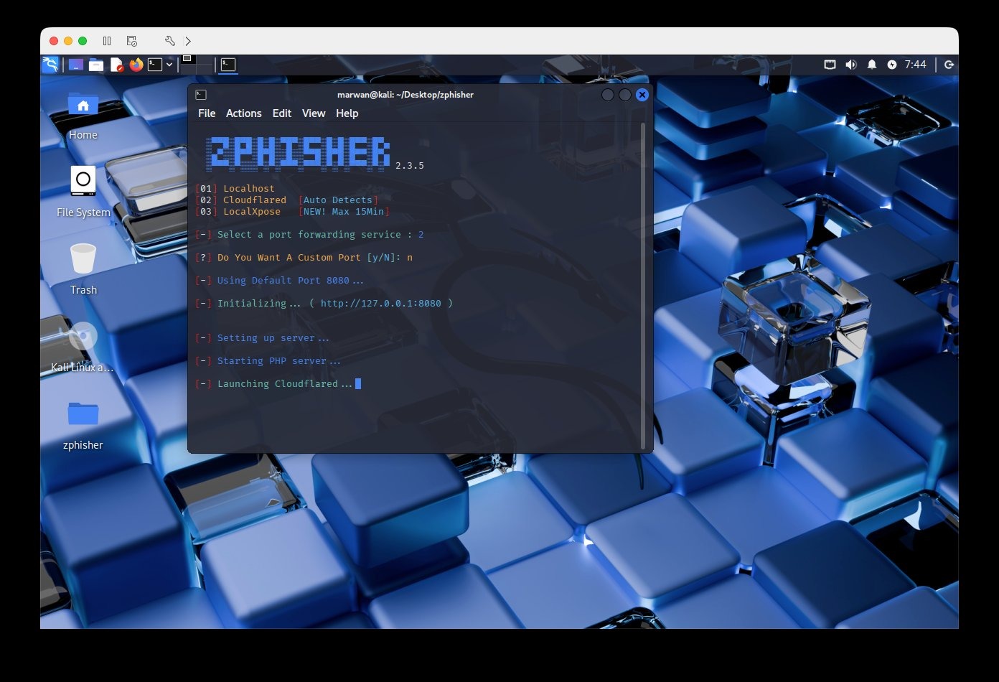 7:44
marwan@kali: ~/Desktop/zphisher
File Actions Edit View Help
ZPHISHER 2.3.5
[01] Localhost
[02] Cloudflared [Auto Detects]
[03] LocalXpose [NEW! Max 15Min]
[-] Select a port forwarding service : 2
[?] Do You Want A Custom Port [y/N]: n
[-] Using Default Port 8080...
[-] Initializing... ( http://127.0.0.1:8080 )
[-] Setting up server...
[-] Starting PHP server...
[-] Launching Cloudflared...
Home
File System
Trash
Kali Linux a...
zphisher